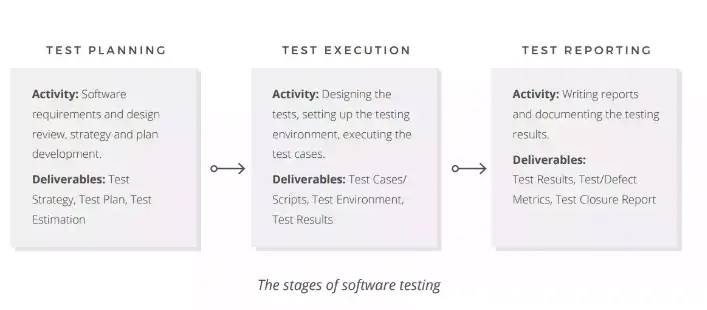 TEST PLANNING
Activity: Software
requirements and design
review, strategy and plan
development.
Deliverables: Test
Strategy, Test Plan, Test
Estimation
TEST EXECUTION
Activity: Designing the
tests, setting up the testing
environment, executing the
test cases.
Deliverables: Test Cases/
Scripts, Test Environment,
Test Results
TEST REPORTING
Activity: Writing reports
and documenting the testing
results.
Deliverables:
Test Results, Test/Defect
Metrics, Test Closure Report
The stages of software testing